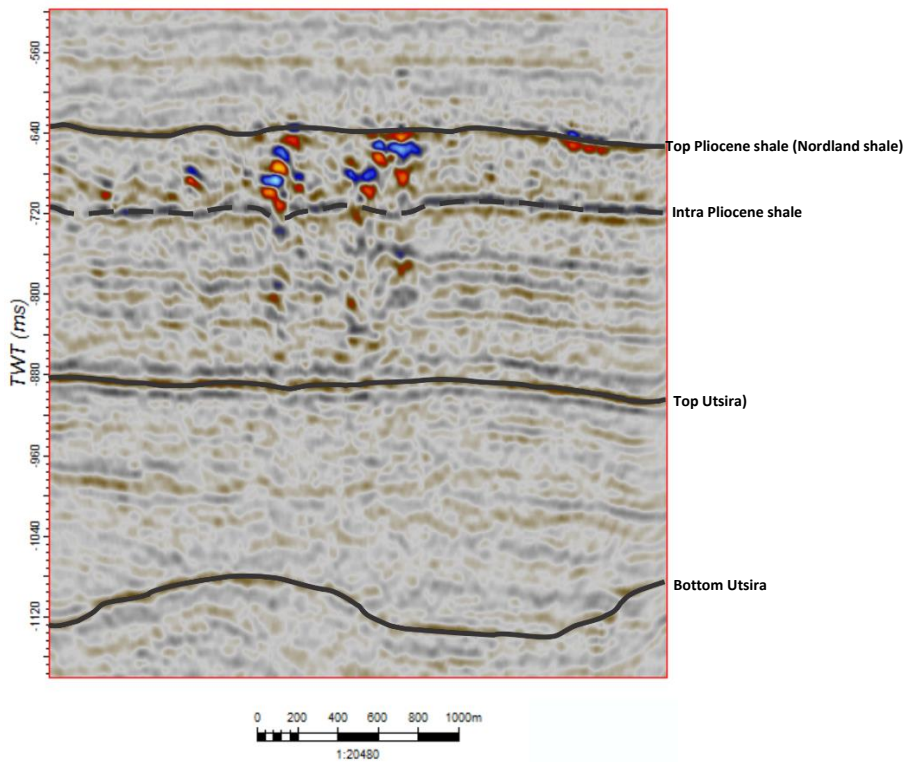 -560
-640
-720
-800
-880
-960
-1040
-1120
TWT (ms)
Top Pliocene shale (Nordland shale)
Intra Pliocene shale
Top Utsira)
Bottom Utsira
0 200 400 600 800 1000m
1:20480